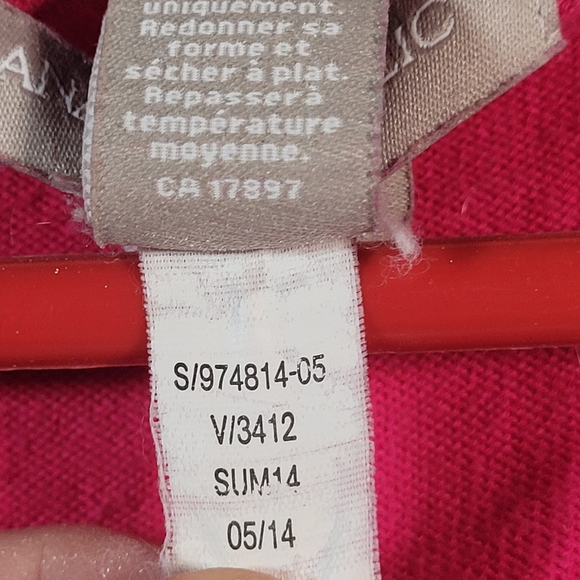 uniquement.
Redonner sa
forme et
sécher à plat.
Repasser à
température
moyenne.
CA 17897
S/974814-05
V/3412
SUM14
05/14